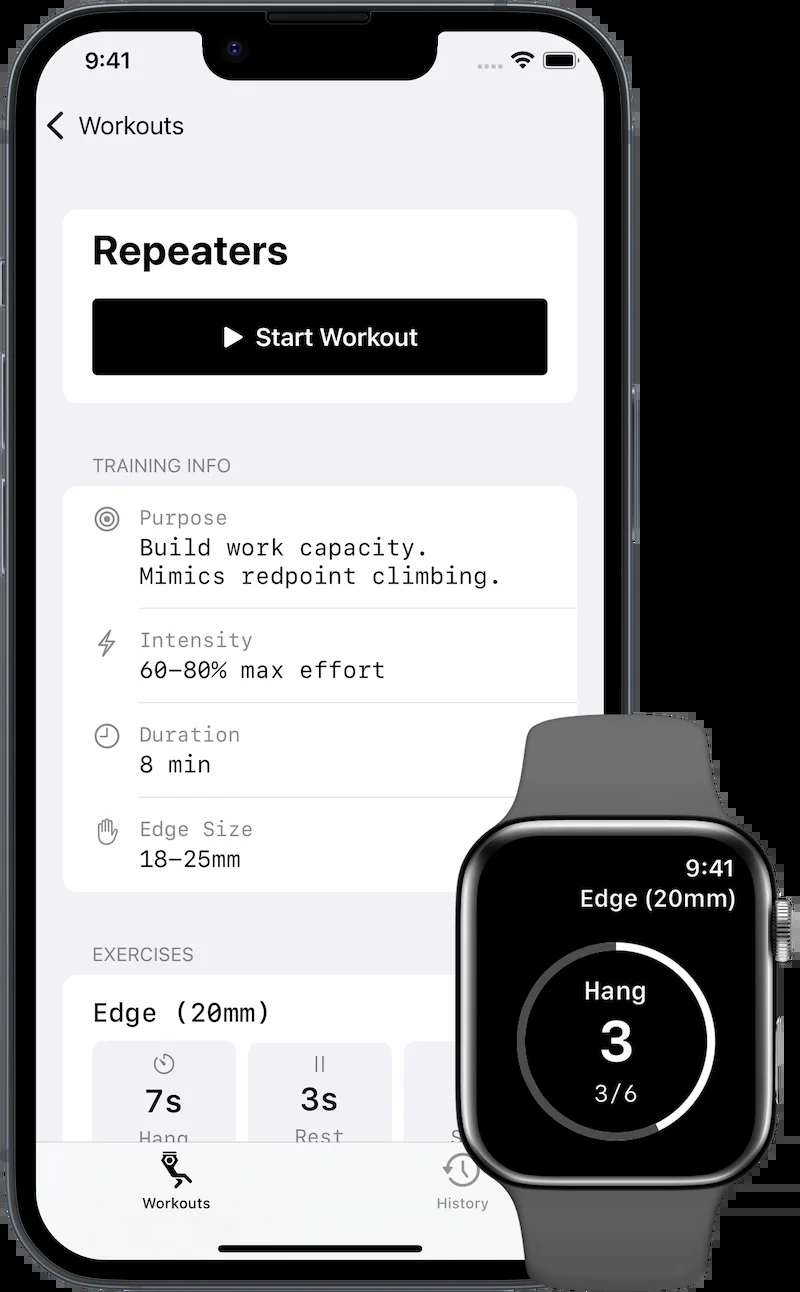 9:41
Workouts
Repeaters
Start Workout
TRAINING INFO
Purpose
Build work capacity.
Mimics redpoint climbing.
Intensity
60–80% max effort
Duration
8 min
Edge Size
18–25mm
EXERCISES
Edge (20mm)
7s
3s
Hang
Rest
Workouts
History
9:41
Edge (20mm)
Hang
3
3/6